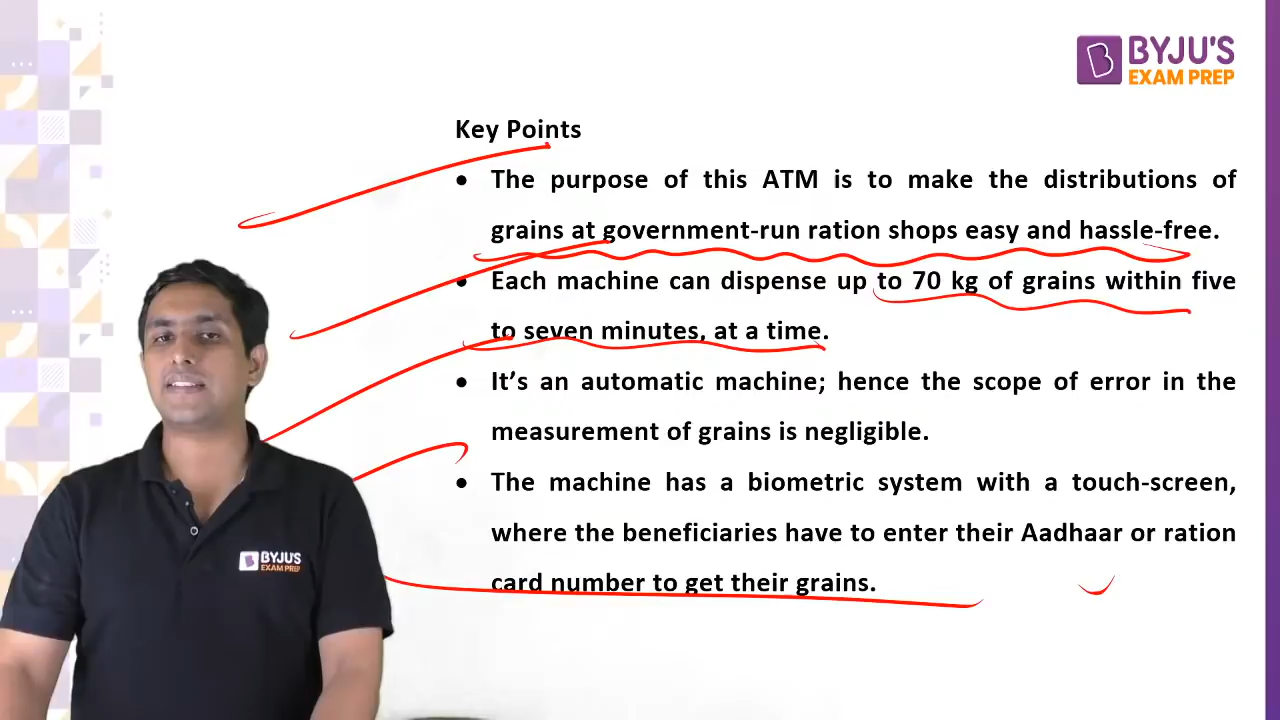 BYJU'S
EXAM PREP
Key Points
• The purpose of this ATM is to make the distributions of
grains at government-run ration shops easy and hassle-free.
• Each machine can dispense up to 70 kg of grains within five
to seven minutes, at a time.
• It’s an automatic machine; hence the scope of error in the
measurement of grains is negligible.
• The machine has a biometric system with a touch-screen,
where the beneficiaries have to enter their Aadhaar or ration
card number to get their grains.
BYJU'S
EXAM PREP